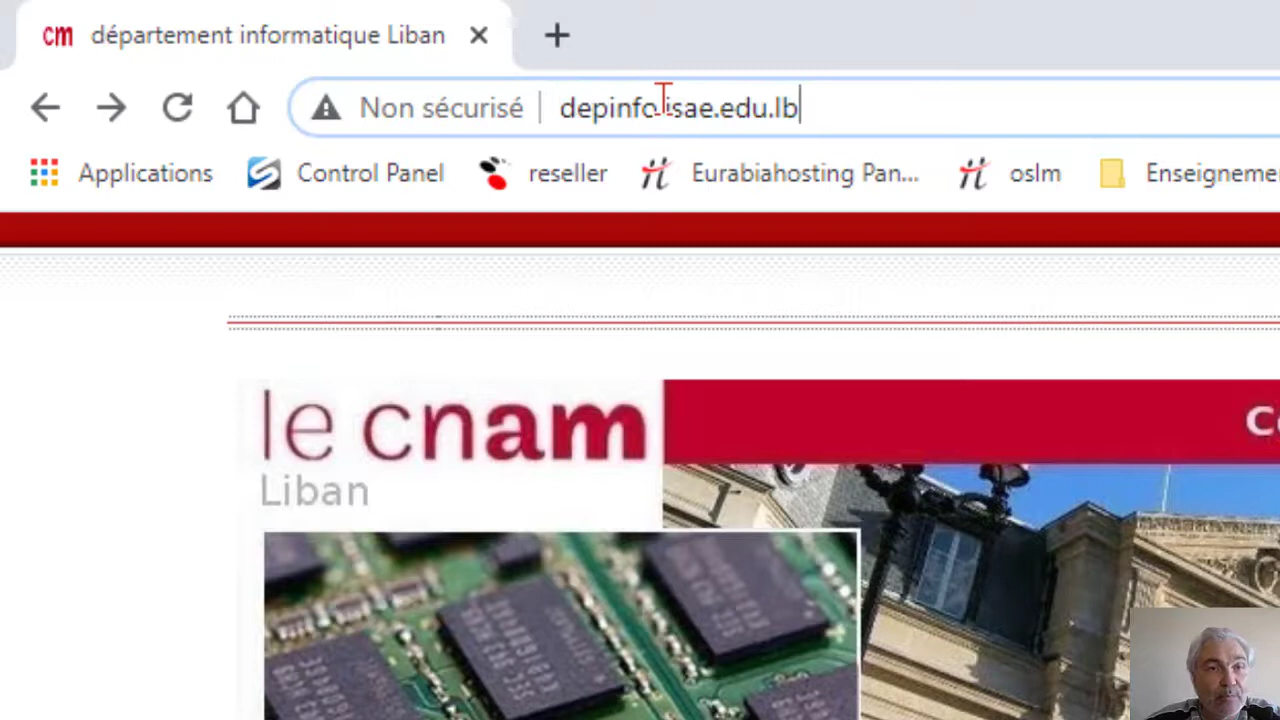 cm département informatique Liban
Non sécurisé depinfo.isae.edu.lb
Applications Control Panel reseller Eurabiahosting Pan... oslm Enseigneme
le cnam
Liban